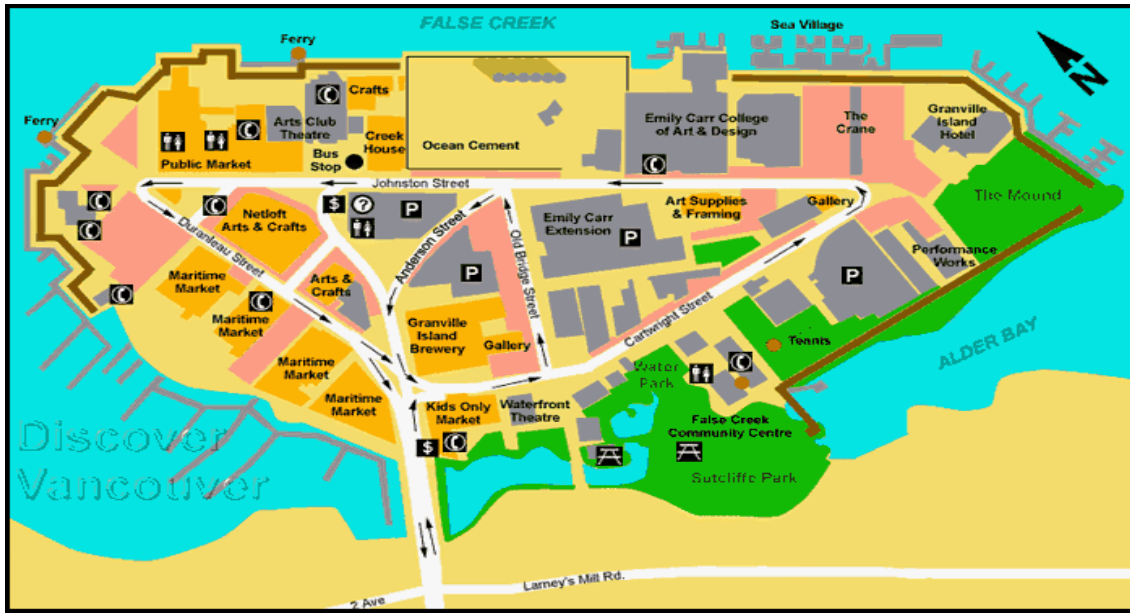 FALSE CREEK
Sea Village
Ferry
N
Crafts
Ferry
Arts Club
Theatre
Emily Carr College
of Art & Design
The
Crane
Granville
Island
Hotel
Creek
House
Ocean Cement
Public Market
Bus
Stop
Johnston Street
The Mound
$
?
P
Art Supplies
& Framing
Gallery
Netloft
Arts & Crafts
Emily Carr
Extension
P
Duranleau Street
Anderson Street
Old Bridge Street
Performance
Works
Maritime
Market
Arts &
Crafts
P
P
Maritime
Market
Granville
Island
Brewery
Gallery
Cartwright Street
Tennis
ALDER BAY
Maritime
Market
Water
Park
Maritime
Market
Kids Only
Market
Waterfront
Theatre
False Creek
Community Centre
$
Discover
Vancouver
Sutcliffe Park
Lamey's Mill Rd.
2 Ave